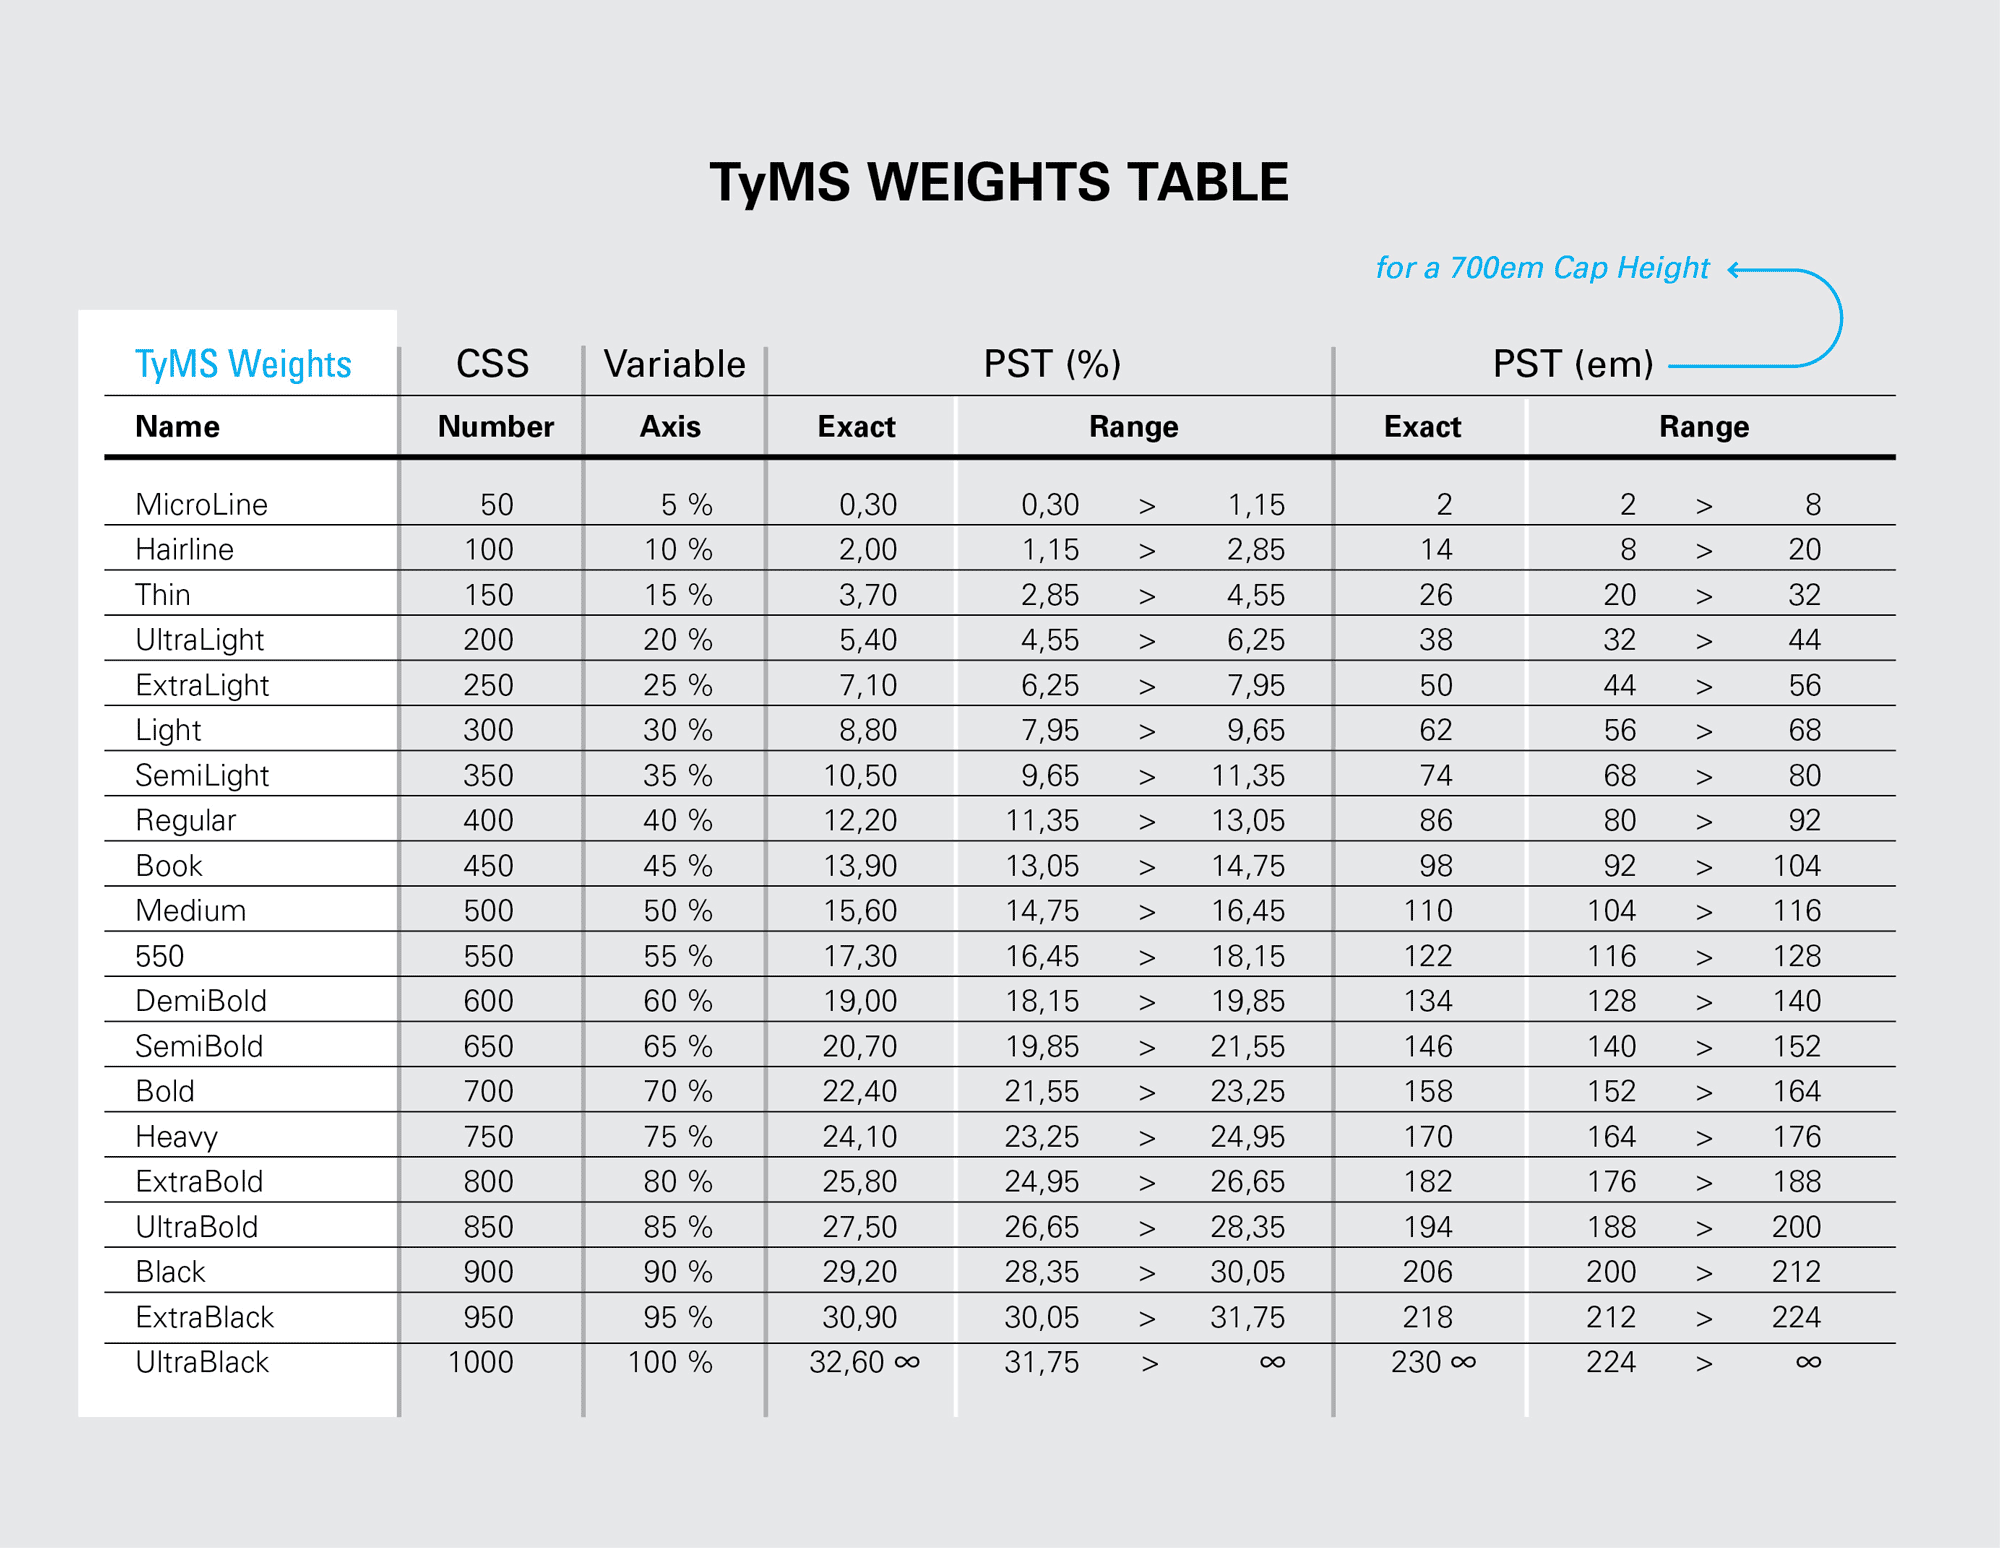 TyMS WEIGHTS TABLE
for a 700em Cap Height
TyMS Weights CSS Variable PST (%) PST (em)
Name Number Axis Exact Range Exact Range
MicroLine 50 5 % 0,30 0,30 > 1,15 2 2 > 8
Hairline 100 10 % 2,00 1,15 > 2,85 14 8 > 20
Thin 150 15 % 3,70 2,85 > 4,55 26 20 > 32
UltraLight 200 20 % 5,40 4,55 > 6,25 38 32 > 44
ExtraLight 250 25 % 7,10 6,25 > 7,95 50 44 > 56
Light 300 30 % 8,80 7,95 > 9,65 62 56 > 68
SemiLight 350 35 % 10,50 9,65 > 11,35 74 68 > 80
Regular 400 40 % 12,20 11,35 > 13,05 86 80 > 92
Book 450 45 % 13,90 13,05 > 14,75 98 92 > 104
Medium 500 50 % 15,60 14,75 > 16,45 110 104 > 116
550 550 55 % 17,30 16,45 > 18,15 122 116 > 128
DemiBold 600 60 % 19,00 18,15 > 19,85 134 128 > 140
SemiBold 650 65 % 20,70 19,85 > 21,55 146 140 > 152
Bold 700 70 % 22,40 21,55 > 23,25 158 152 > 164
Heavy 750 75 % 24,10 23,25 > 24,95 170 164 > 176
ExtraBold 800 80 % 25,80 24,95 > 26,65 182 176 > 188
UltraBold 850 85 % 27,50 26,65 > 28,35 194 188 > 200
Black 900 90 % 29,20 28,35 > 30,05 206 200 > 212
ExtraBlack 950 95 % 30,90 30,05 > 31,75 218 212 > 224
UltraBlack 1000 100 % 32,60 ∞ 31,75 > ∞ 230 ∞ 224 > ∞